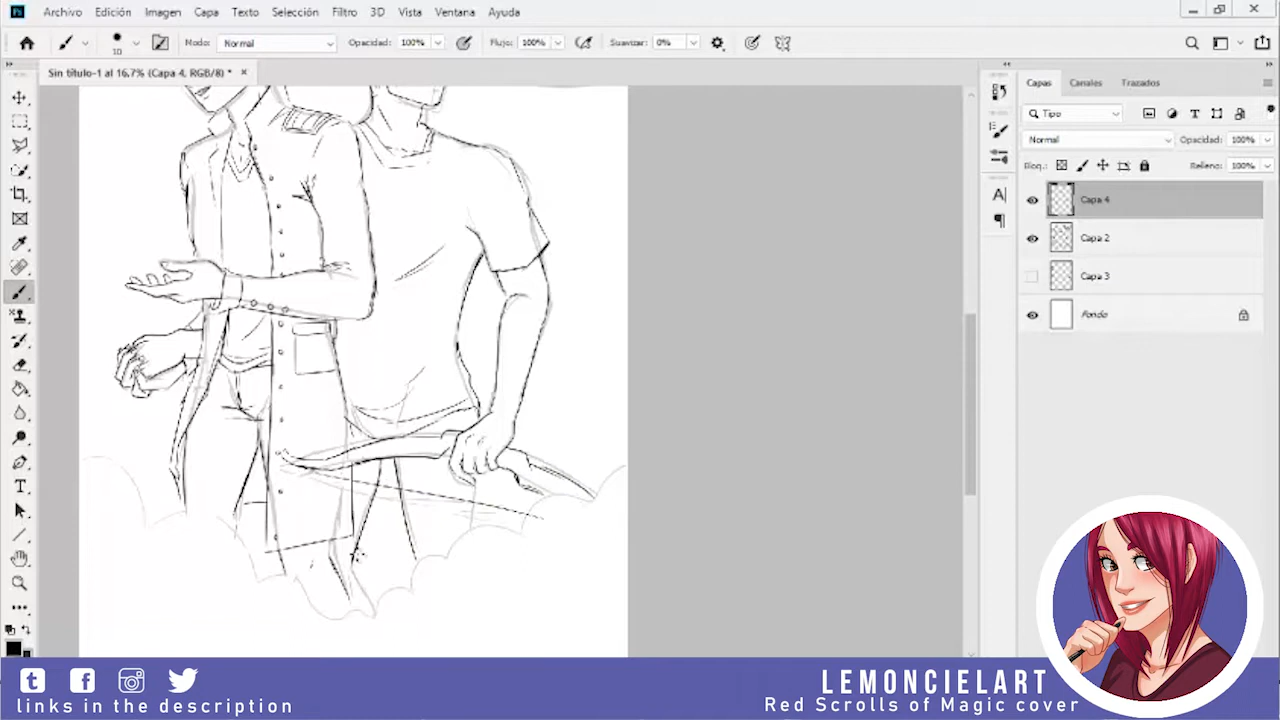 Archivo Edición Imagen Capa Texto Selección Filtro 3D Vista Ventana Ayuda
10 Modo: Normal Opacidad: 100% Flujo: 100% Suavizar: 0%
Sin título-1 al 16.7% (Capa 4, RGB/8) * ×
Capas Canales Trazados
Tipo
Normal Opacidad: 100%
Bloq.: Relleno: 100%
Capa 4
Capa 2
Capa 3
Fondo
links in the description
LEMONCIELART
Red Scrolls of Magic cover